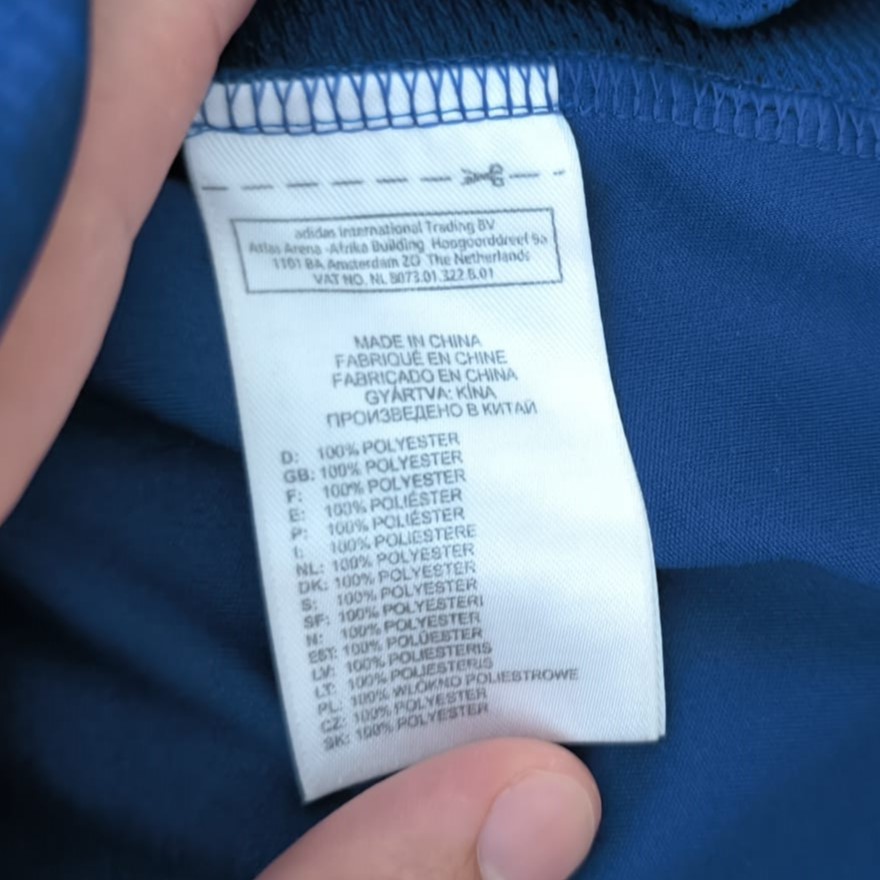 adidas International Trading BV
Atlas Arena -Afrika Building Hoogoorddreef 9a
1101 BA Amsterdam ZO The Netherlands
VAT NO. NL 8073.01.322.B.01
MADE IN CHINA
FABRIQUÉ EN CHINE
FABRICADO EN CHINA
GYÁRTVA: KÍNA
ПРОИЗВЕДЕНО В КИТАЙ
D: 100% POLYESTER
GB: 100% POLYESTER
F: 100% POLYESTER
E: 100% POLIÉSTER
P: 100% POLIÉSTER
I: 100% POLIESTERE
NL: 100% POLYESTER
DK: 100% POLYESTER
S: 100% POLYESTER
SF: 100% POLYESTERI
N: 100% POLYESTER
EST: 100% POLÜESTER
LV: 100% POLIESTERIS
LT: 100% POLIESTERIS
PL: 100% WŁÓKNO POLIESTROWE
CZ: 100% POLYESTER
SK: 100% POLYESTER